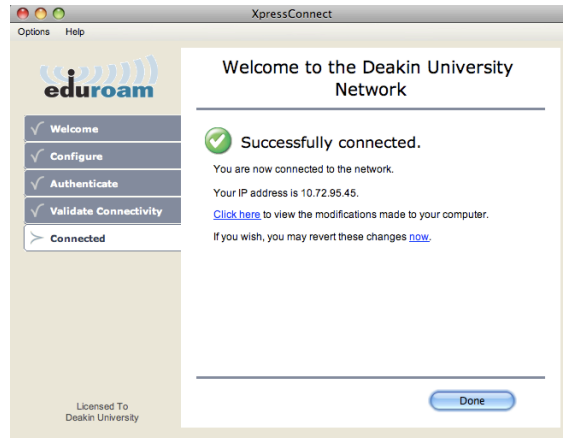 XpressConnect
Options Help
eduroam
Welcome
Configure
Authenticate
Validate Connectivity
Connected
Licensed To
Deakin University
Welcome to the Deakin University
Network
Successfully connected.
You are now connected to the network.
Your IP address is 10.72.95.45.
Click here to view the modifications made to your computer.
If you wish, you may revert these changes now.
Done